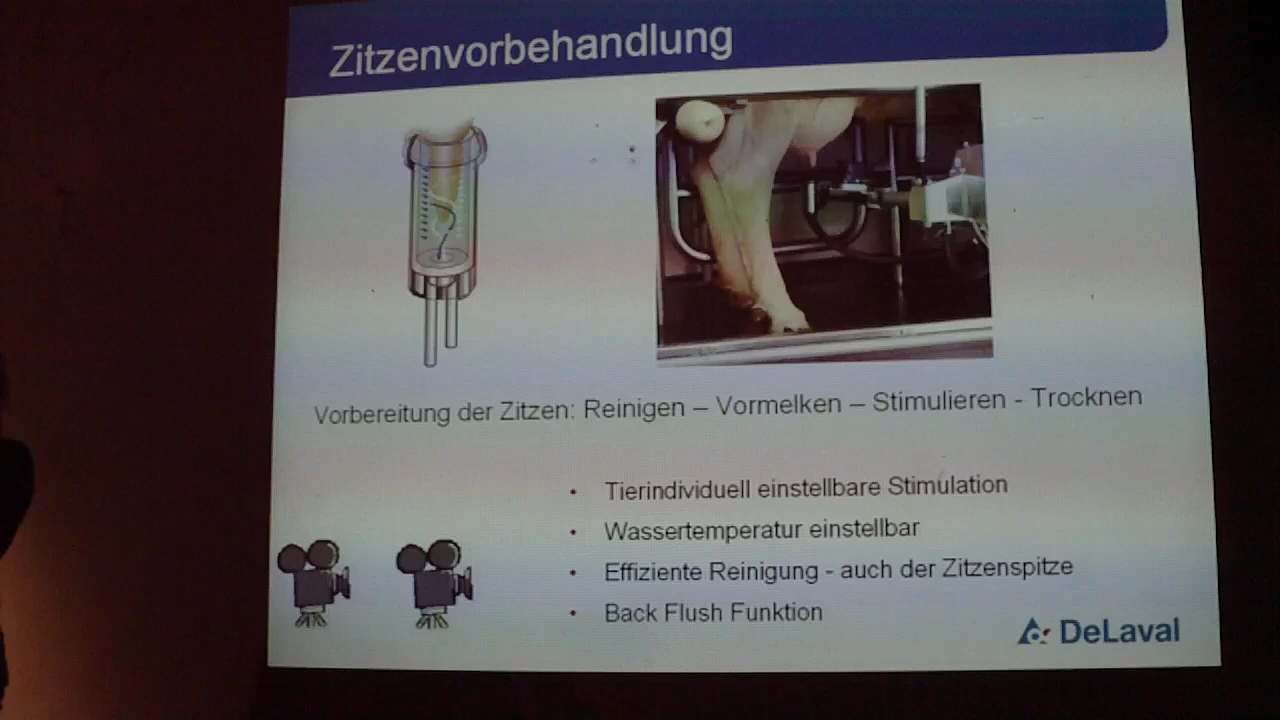 Zitzenvorbehandlung
Vorbereitung der Zitzen: Reinigen – Vormelken – Stimulieren - Trocknen
• Tierindividuell einstellbare Stimulation
• Wassertemperatur einstellbar
• Effiziente Reinigung - auch der Zitzenspitze
• Back Flush Funktion
DeLaval